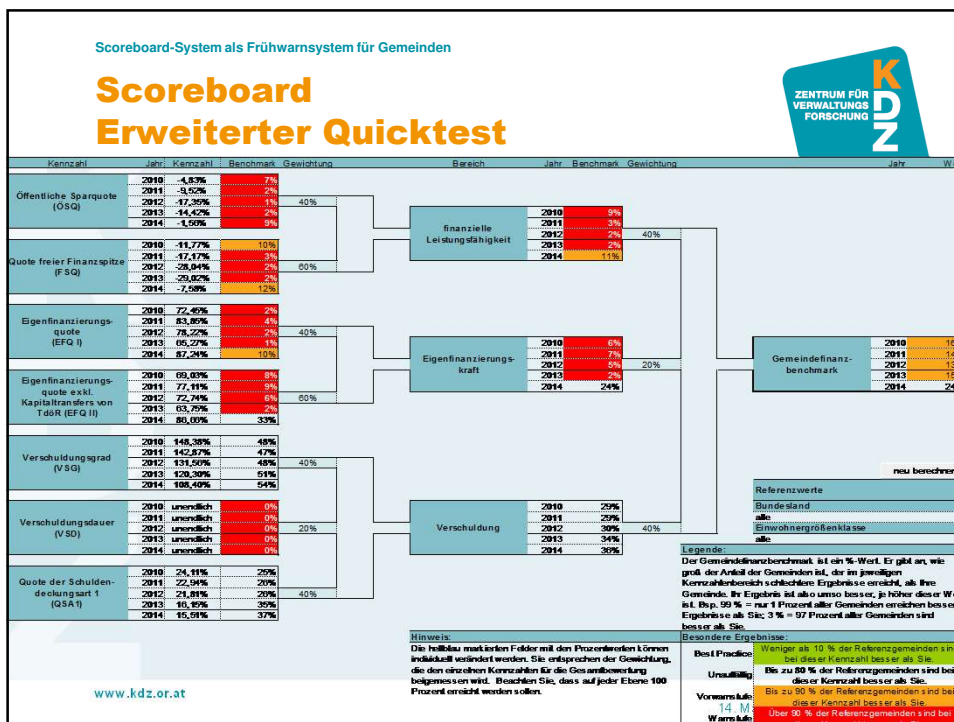 Scoreboard-System als Frühwarnsystem für Gemeinden
Scoreboard
Erweiterter Quicktest
ZENTRUM FÜR
VERWALTUNGS
FORSCHUNG
KDZ
Kennzahl Jahr Kennzahl Benchmark Gewichtung Bereich Jahr Benchmark Gewichtung Jahr
Öffentliche Sparquote
(ÖSQ)
2010 -4,83% 7%
2011 -9,52% 2%
2012 -17,35% 1%
2013 -14,42% 2%
2014 -1,56% 9%
40%
Quote freier Finanzspitze
(FSQ)
2010 -11,77% 10%
2011 -17,17% 3%
2012 -28,04% 2%
2013 -29,02% 2%
2014 -7,58% 12%
60%
finanzielle
Leistungsfähigkeit
2010 9%
2011 3%
2012 2%
2013 2%
2014 11%
40%
Eigenfinanzierungs-
quote
(EFQ I)
2010 72,45% 2%
2011 83,85% 4%
2012 78,22% 2%
2013 65,27% 1%
2014 87,24% 10%
40%
Eigenfinanzierungs-
quote exkl.
Kapitaltransfers von
TdöR (EFQ II)
2010 69,03% 8%
2011 77,11% 9%
2012 72,74% 6%
2013 63,75% 2%
2014 86,66% 33%
60%
Eigenfinanzierungs-
kraft
2010 6%
2011 7%
2012 5%
2013 2%
2014 24%
20%
Gemeindefinanz-
benchmark
2010
2011
2012
2013
2014
Verschuldungsgrad
(VSG)
2010 148,38% 48%
2011 142,87% 47%
2012 131,56% 48%
2013 120,30% 51%
2014 108,40% 54%
40%
Verschuldungsdauer
(VSD)
2010 unendlich 0%
2011 unendlich 0%
2012 unendlich 0%
2013 unendlich 0%
2014 unendlich 0%
20%
Quote der Schulden-
deckungsart 1
(QSA1)
2010 24,11% 25%
2011 22,94% 26%
2012 21,81% 26%
2013 16,15% 35%
2014 15,51% 37%
40%
Verschuldung
2010 29%
2011 29%
2012 30%
2013 34%
2014 36%
40%
neu berechnen
Referenzwerte
Bundesland
alle
Einwohnergrößenklasse
alle
Legende:
Der Gemeindefinanzbenchmark ist ein %-Wert. Er gibt an, wie
groß der Anteil der Gemeinden ist, der im jeweiligen
Kennzahlenbereich schlechtere Ergebnisse erreicht, als Ihre
Gemeinde. Ihr Ergebnis ist also umso besser, je höher dieser
ist. Bsp. 99 % = nur 1 Prozent aller Gemeinden erreichen
Ergebnisse als Sie; 3 % = 97 Prozent aller Gemeinden sind
besser als Sie.
Hinweis:
Die hellblau markierten Felder mit den Prozentwerten können
individuell verändert werden. Sie entsprechen der Gewichtung,
die den einzelnen Kennzahlen für die Gesamtbewertung
beigemessen wird. Beachten Sie, dass auf jeder Ebene 100
Prozent erreicht werden sollen.
Besondere Ergebnisse:
Best Practice
Weniger als 10 % der Referenzgemeinden
bei dieser Kennzahl besser als Sie.
Unauffällig
Bis zu 80 % der Referenzgemeinden sind bei
dieser Kennzahl besser als Sie.
Vorwarnstufe
Bis zu 90 % der Referenzgemeinden sind bei
dieser Kennzahl besser als Sie.
Warnstufe
Über 90 % der Referenzgemeinden sind bei
14. M
www.kdz.or.at